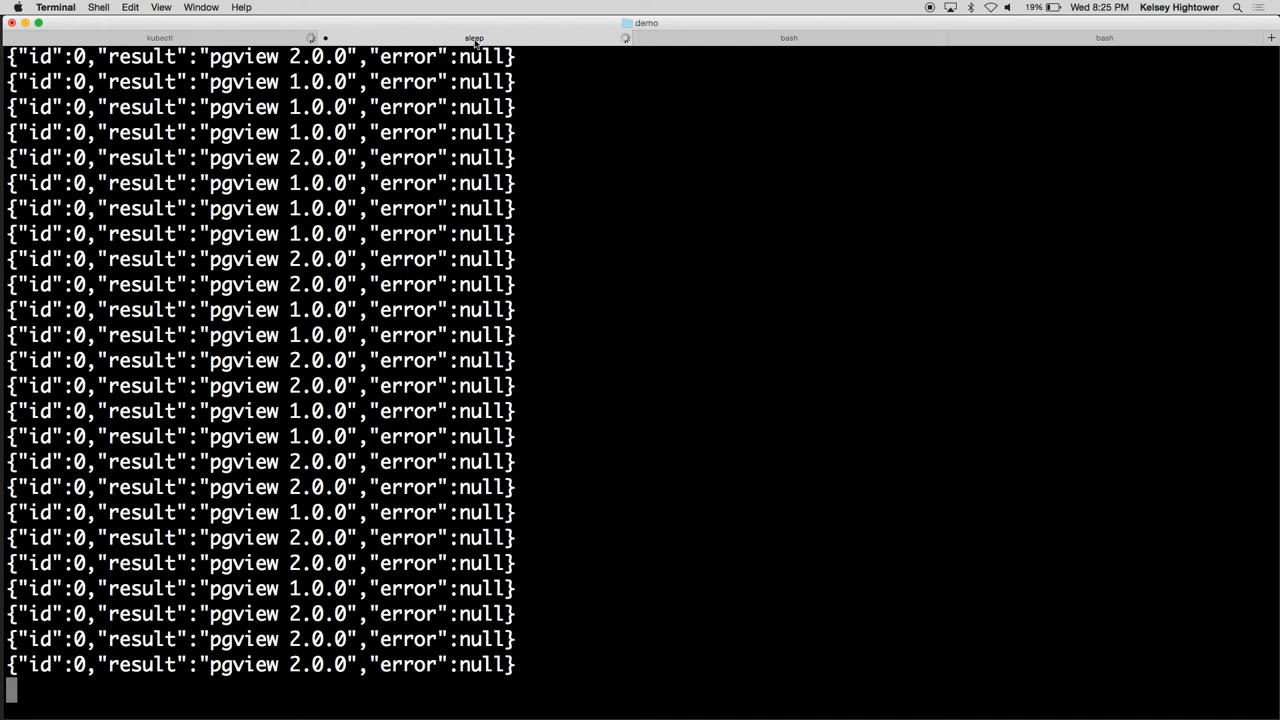 Terminal Shell Edit View Window Help 19% Wed 8:25 PM Kelsey Hightower
demo
kubectl sleep bash bash
{"id":0,"result":"pgview 2.0.0","error":null}
{"id":0,"result":"pgview 1.0.0","error":null}
{"id":0,"result":"pgview 1.0.0","error":null}
{"id":0,"result":"pgview 1.0.0","error":null}
{"id":0,"result":"pgview 2.0.0","error":null}
{"id":0,"result":"pgview 1.0.0","error":null}
{"id":0,"result":"pgview 1.0.0","error":null}
{"id":0,"result":"pgview 1.0.0","error":null}
{"id":0,"result":"pgview 2.0.0","error":null}
{"id":0,"result":"pgview 2.0.0","error":null}
{"id":0,"result":"pgview 1.0.0","error":null}
{"id":0,"result":"pgview 1.0.0","error":null}
{"id":0,"result":"pgview 2.0.0","error":null}
{"id":0,"result":"pgview 2.0.0","error":null}
{"id":0,"result":"pgview 1.0.0","error":null}
{"id":0,"result":"pgview 1.0.0","error":null}
{"id":0,"result":"pgview 2.0.0","error":null}
{"id":0,"result":"pgview 2.0.0","error":null}
{"id":0,"result":"pgview 1.0.0","error":null}
{"id":0,"result":"pgview 2.0.0","error":null}
{"id":0,"result":"pgview 2.0.0","error":null}
{"id":0,"result":"pgview 1.0.0","error":null}
{"id":0,"result":"pgview 2.0.0","error":null}
{"id":0,"result":"pgview 2.0.0","error":null}
{"id":0,"result":"pgview 2.0.0","error":null}